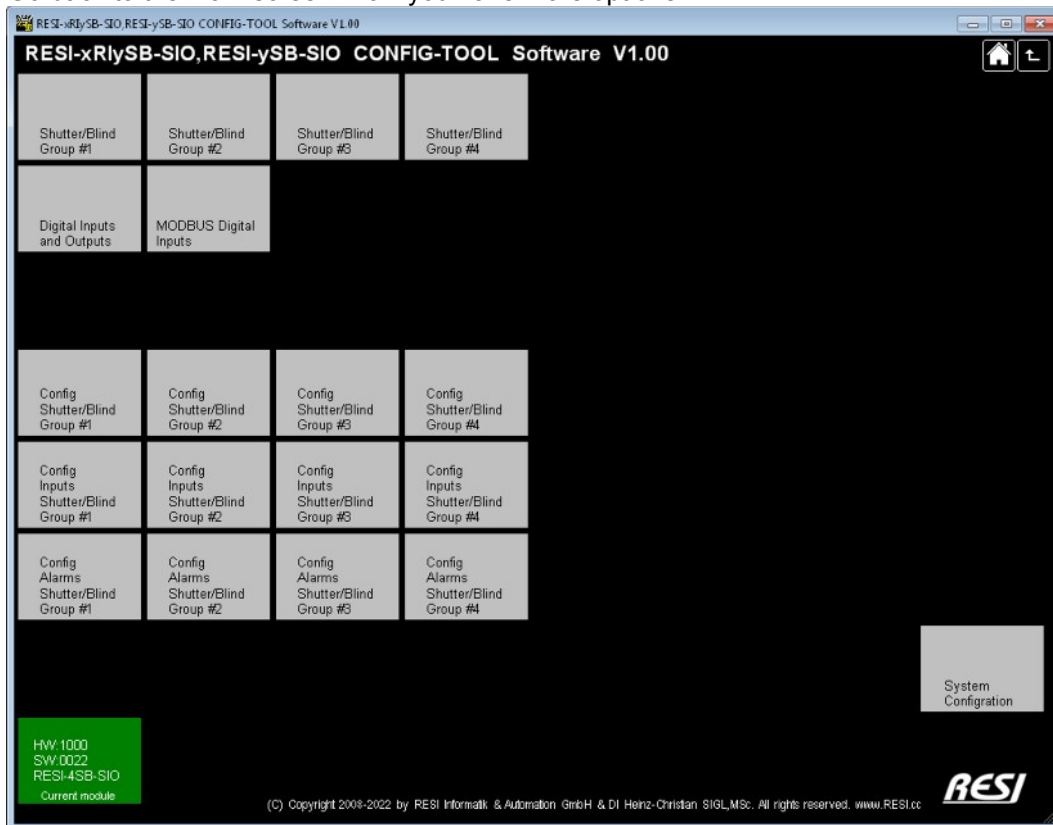 RESI-xRlySB-SIO,RESI-ySB-SIO CONFIG-TOOL Software V1.00
RESI-xRlySB-SIO,RESI-ySB-SIO CONFIG-TOOL Software V1.00
Shutter/Blind
Group #1
Shutter/Blind
Group #2
Shutter/Blind
Group #3
Shutter/Blind
Group #4
Digital Inputs
and Outputs
MODBUS Digital
Inputs
Config
Shutter/Blind
Group #1
Config
Shutter/Blind
Group #2
Config
Shutter/Blind
Group #3
Config
Shutter/Blind
Group #4
Config
Inputs
Shutter/Blind
Group #1
Config
Inputs
Shutter/Blind
Group #2
Config
Inputs
Shutter/Blind
Group #3
Config
Inputs
Shutter/Blind
Group #4
Config
Alarms
Shutter/Blind
Group #1
Config
Alarms
Shutter/Blind
Group #2
Config
Alarms
Shutter/Blind
Group #3
Config
Alarms
Shutter/Blind
Group #4
System
Configration
HW:1000
SW:0022
RESI-4SB-SIO
Current module
(C) Copyright 2008-2022 by RESI Informatik & Automation GmbH & DI Heinz-Christian SIGL,MSc. All rights reserved. www.RESI.cc
RESI